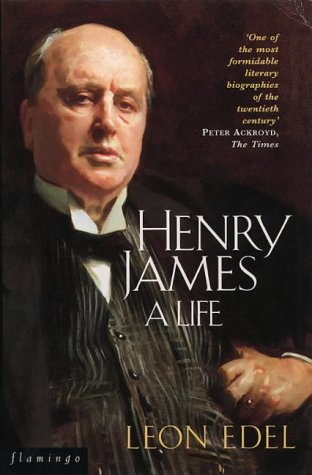 ‘One of
the most
formidable
literary
biographies
of the
twentieth
century’
PETER ACKROYD,
The Times
HENRY
JAMES
A LIFE
LEON EDEL
flamingo